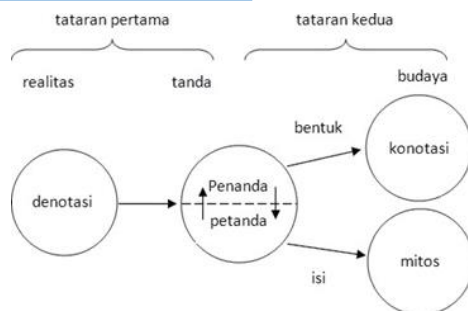 tataran pertama
tataran kedua
realitas
tanda
budaya
bentuk
konotasi
denotasi
Penanda
petanda
isi
mitos